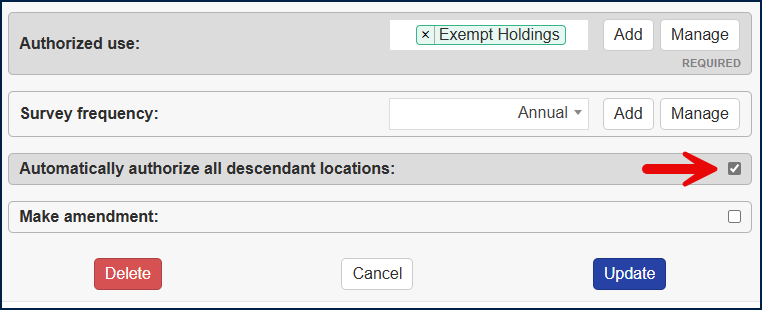 Authorized use: × Exempt Holdings Add Manage
REQUIRED
Survey frequency: Annual Add Manage
Automatically authorize all descendant locations:
Make amendment:
Delete Cancel Update